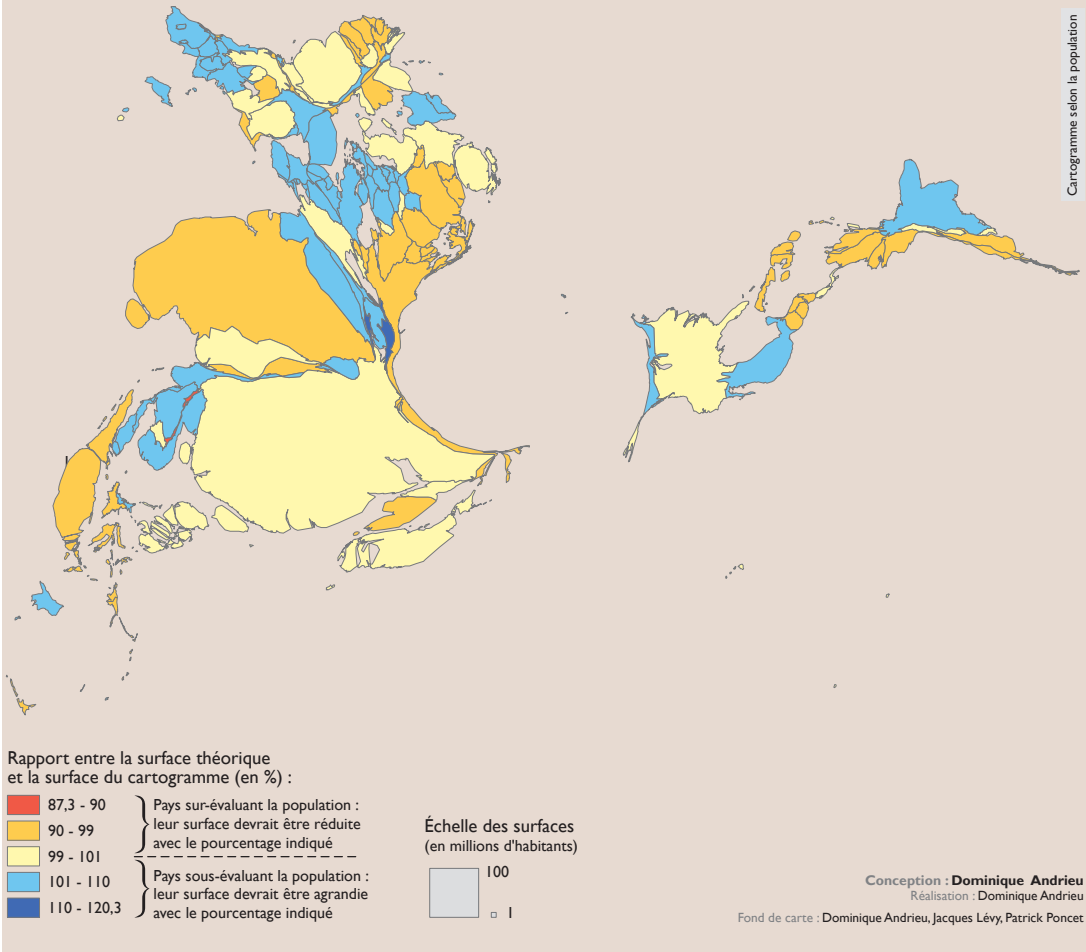 Cartogramme selon la population
Rapport entre la surface théorique
et la surface du cartogramme (en %) :
87,3 - 90
90 - 99
99 - 101
101 - 110
110 - 120,3
Pays sur-évaluant la population :
leur surface devrait être réduite
avec le pourcentage indiqué
Pays sous-évaluant la population :
leur surface devrait être agrandie
avec le pourcentage indiqué
Échelle des surfaces
(en millions d'habitants)
100
1
Conception : Dominique Andrieu
Réalisation : Dominique Andrieu
Fond de carte : Dominique Andrieu, Jacques Lévy, Patrick Poncet